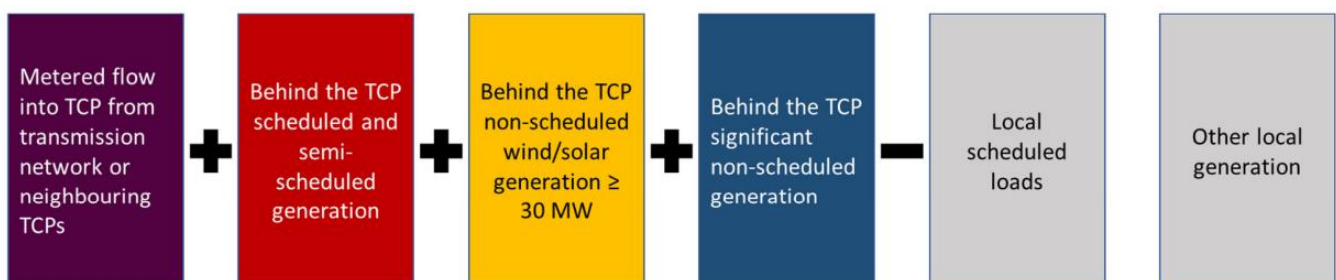 Metered flow
into TCP from
transmission
network or
neighbouring
TCPs
Behind the TCP
scheduled and
semi-
scheduled
generation
Behind the TCP
non-scheduled
wind/solar
generation ≥
30 MW
Behind the TCP
significant
non-scheduled
generation
Local
scheduled
loads
Other local
generation